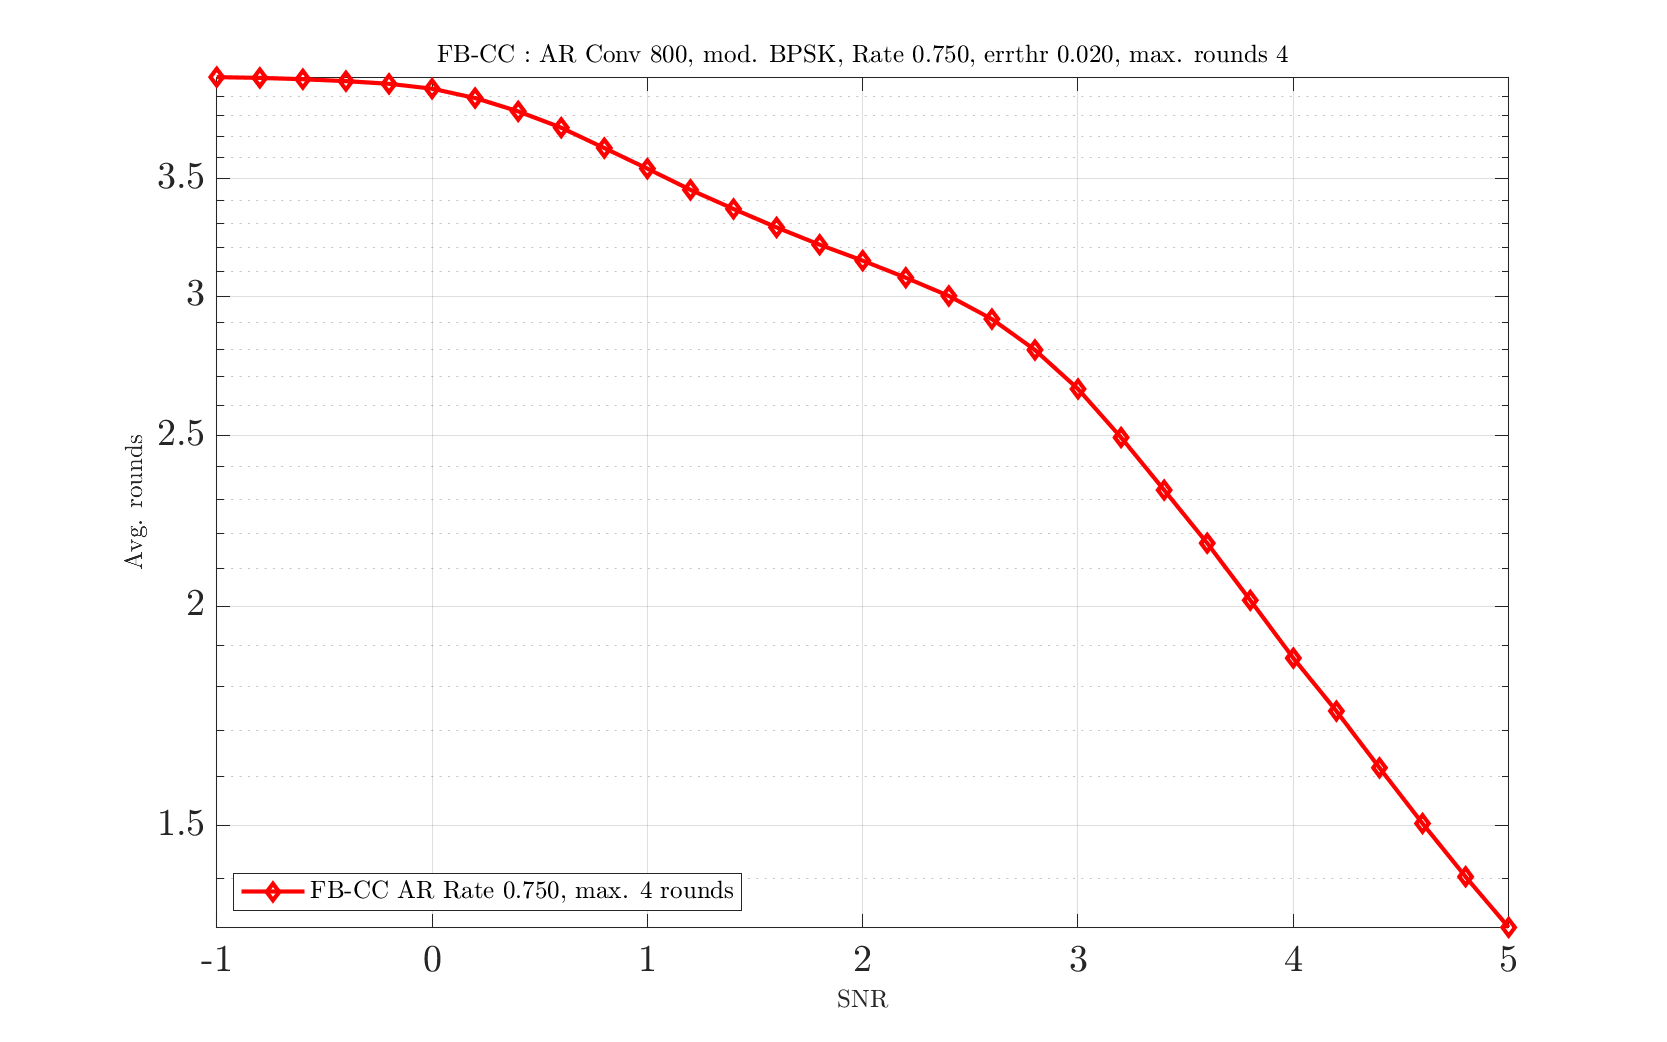 FB-CC : AR Conv 800, mod. BPSK, Rate 0.750, errthr 0.020, max. rounds 4
3.5
3
2.5
2
1.5
Avg. rounds
FB-CC AR Rate 0.750, max. 4 rounds
-1 0 1 2 3 4 5
SNR